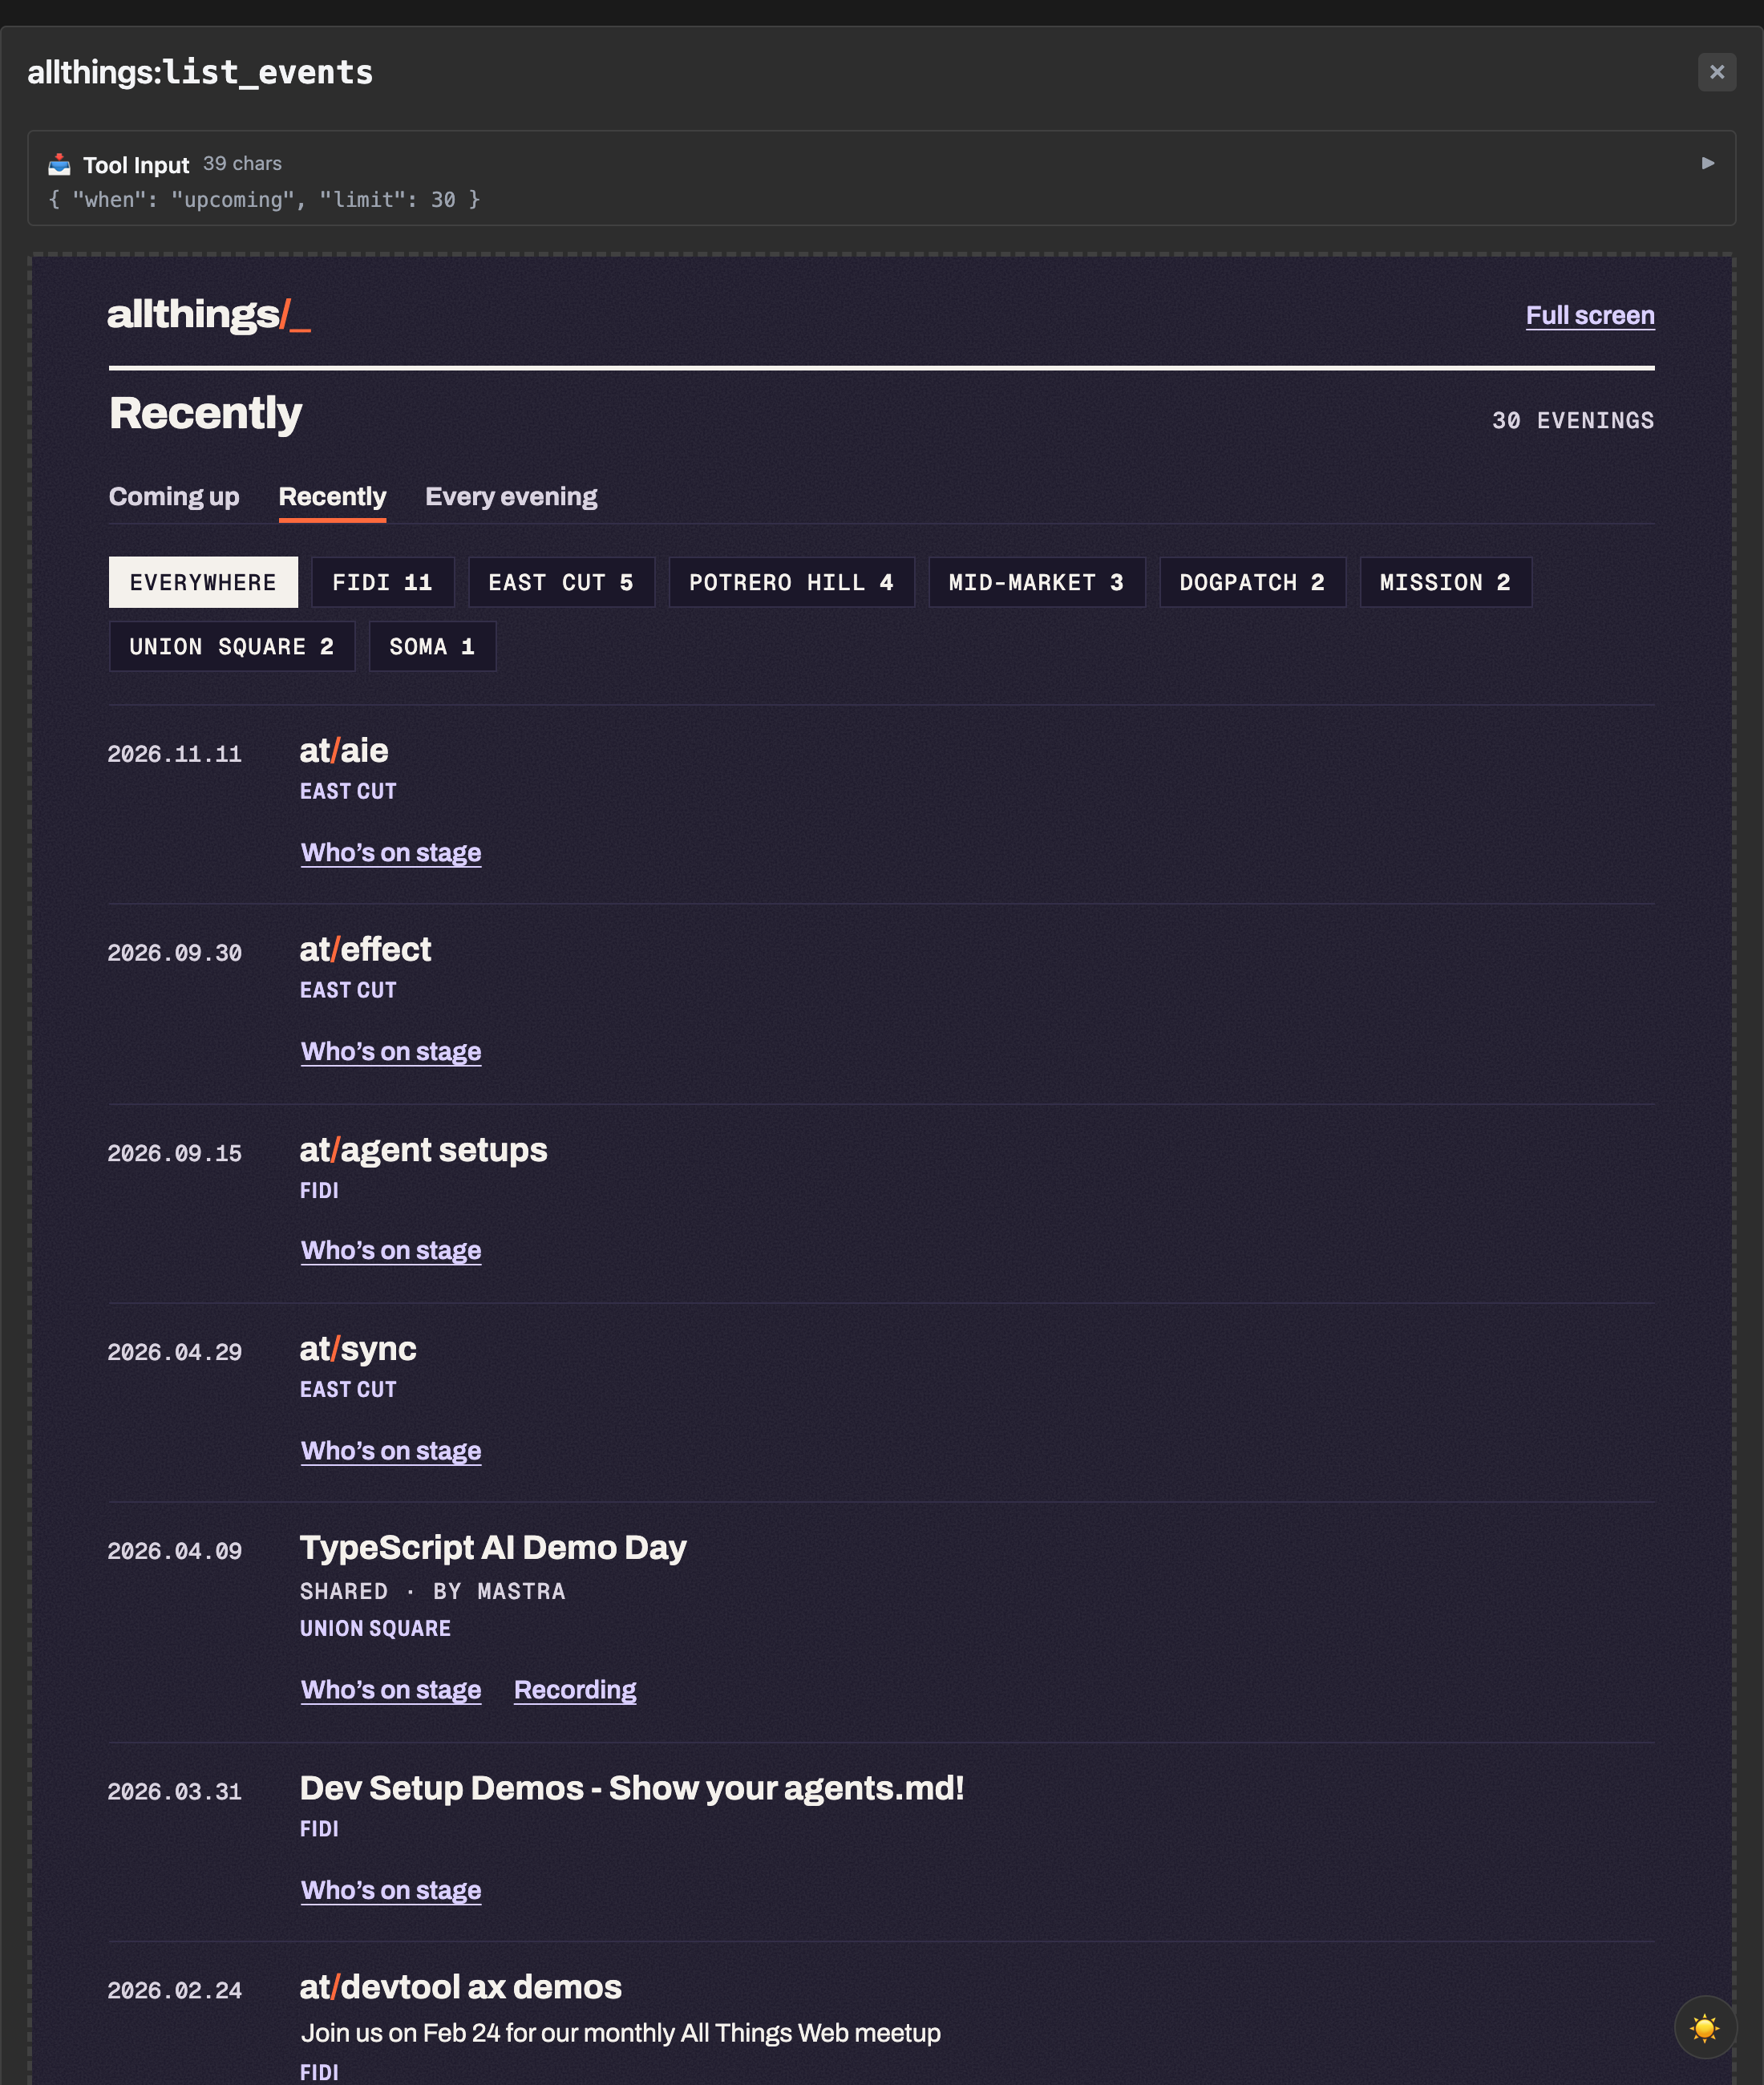 allthings:list_events
Tool Input 39 chars
{ "when": "upcoming", "limit": 30 }
allthings/_
Full screen
Recently
30 EVENINGS
Coming up Recently Every evening
EVERYWHERE FIDI 11 EAST CUT 5 POTRERO HILL 4 MID-MARKET 3 DOGPATCH 2 MISSION 2
UNION SQUARE 2 SOMA 1
2026.11.11 at/aie
EAST CUT
Who's on stage
2026.09.30 at/effect
EAST CUT
Who's on stage
2026.09.15 at/agent setups
FIDI
Who's on stage
2026.04.29 at/sync
EAST CUT
Who's on stage
2026.04.09 TypeScript AI Demo Day
SHARED · BY MASTRA
UNION SQUARE
Who's on stage Recording
2026.03.31 Dev Setup Demos - Show your agents.md!
FIDI
Who's on stage
2026.02.24 at/devtool ax demos
Join us on Feb 24 for our monthly All Things Web meetup
FIDI